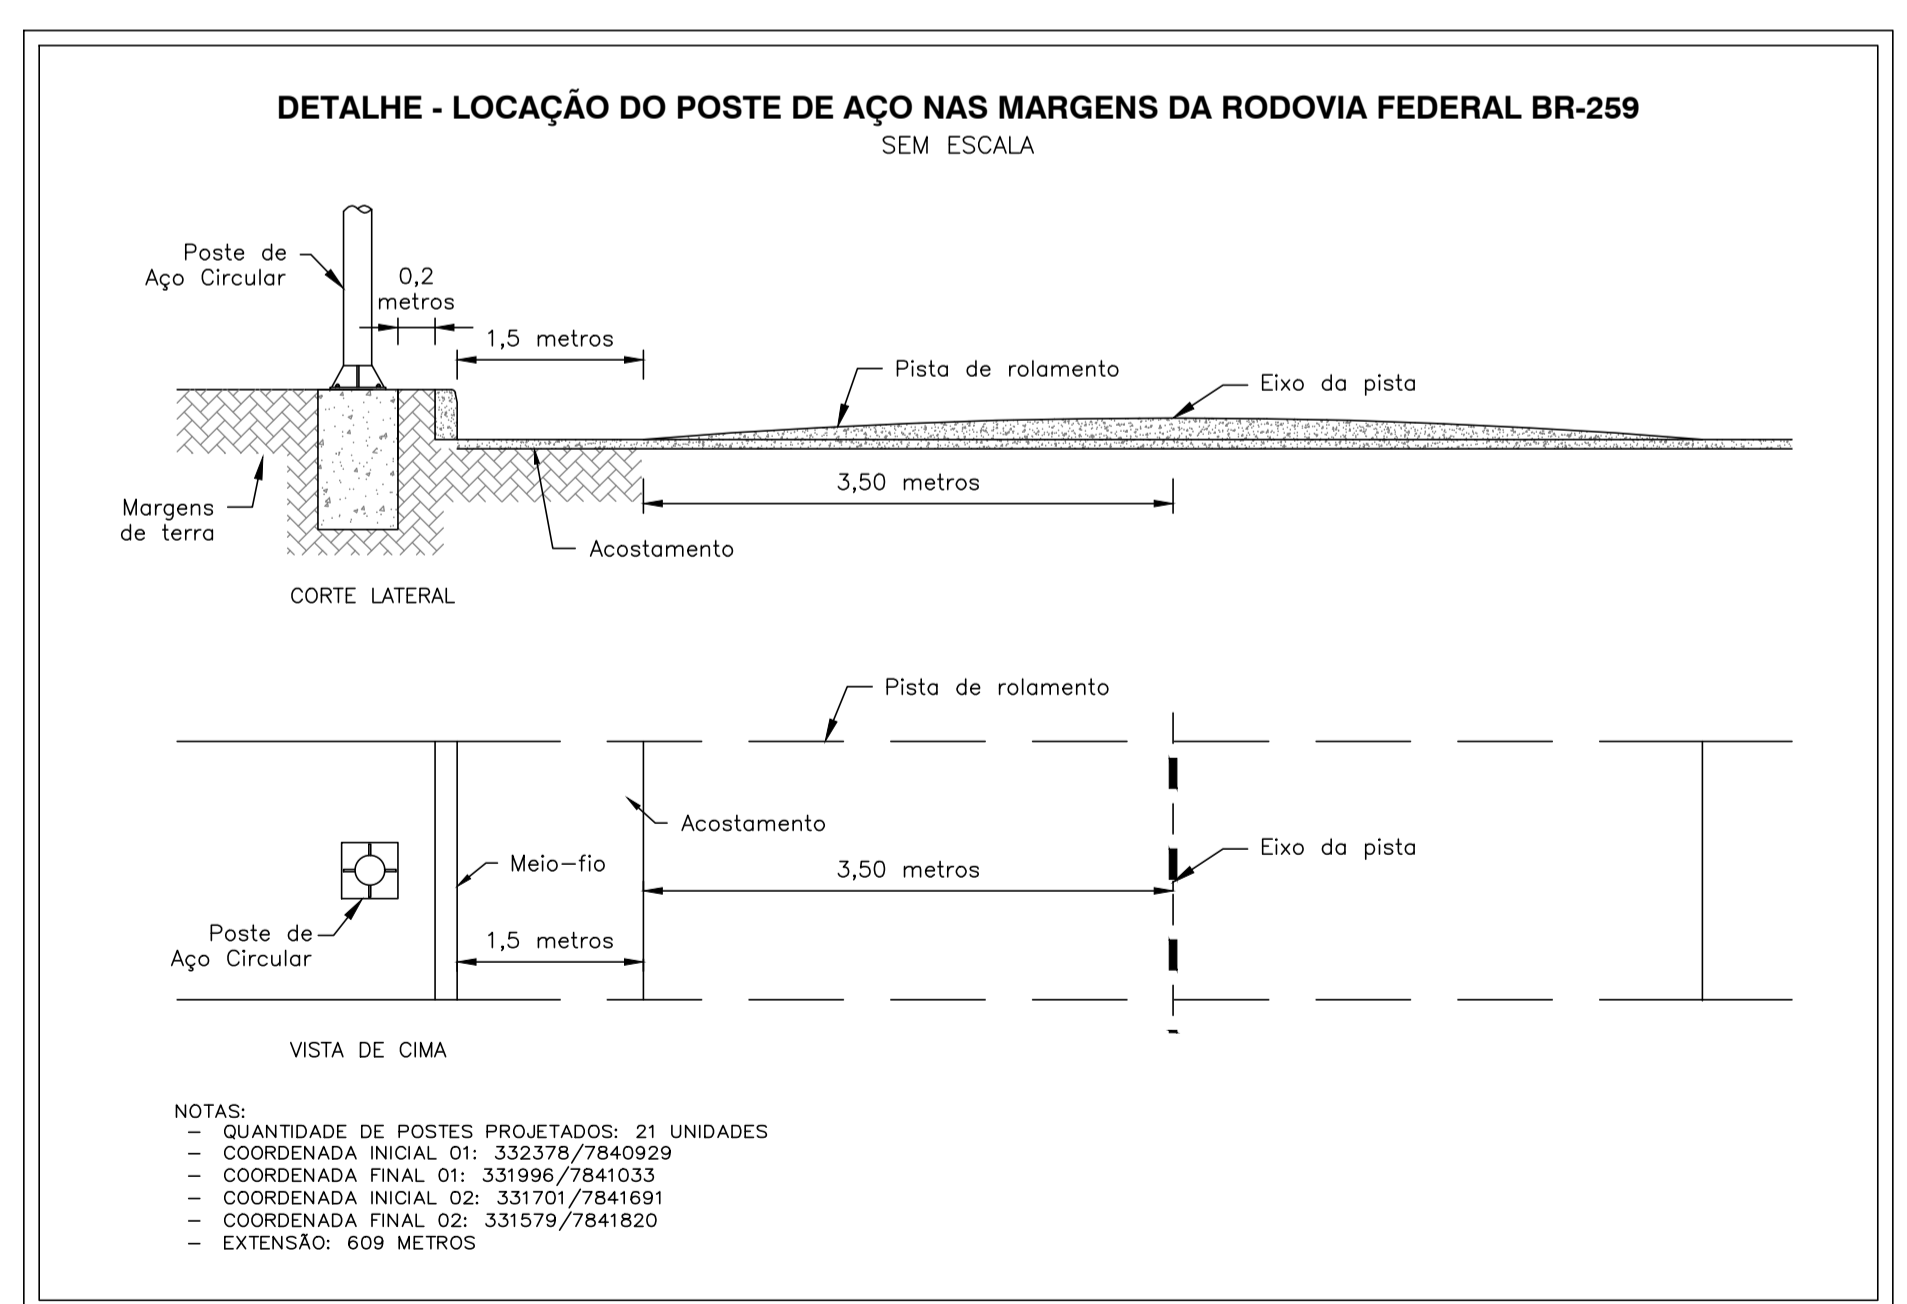 DETALHE - LOCAÇÃO DO POSTE DE AÇO NAS MARGENS DA RODOVIA FEDERAL BR-259
SEM ESCALA
Poste de
Aço Circular
0,2
metros
1,5 metros
Pista de rolamento
Eixo da pista
3,50 metros
Margens
de terra
Acostamento
CORTE LATERAL
Pista de rolamento
Acostamento
Meio-fio
3,50 metros
Eixo da pista
Poste de
Aço Circular
1,5 metros
VISTA DE CIMA
NOTAS:
- QUANTIDADE DE POSTES PROJETADOS: 21 UNIDADES
- COORDENADA INICIAL 01: 332378/7840929
- COORDENADA FINAL 01: 331996/7841033
- COORDENADA INICIAL 02: 331701/7841691
- COORDENADA FINAL 02: 331579/7841820
- EXTENSÃO: 609 METROS